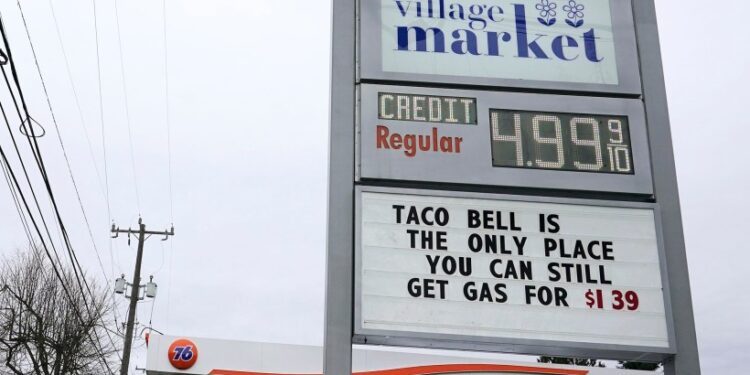 village
market
CREDIT
Regular
4.99 9/10
TACO BELL IS
THE ONLY PLACE
YOU CAN STILL
GET GAS FOR $1 39
76